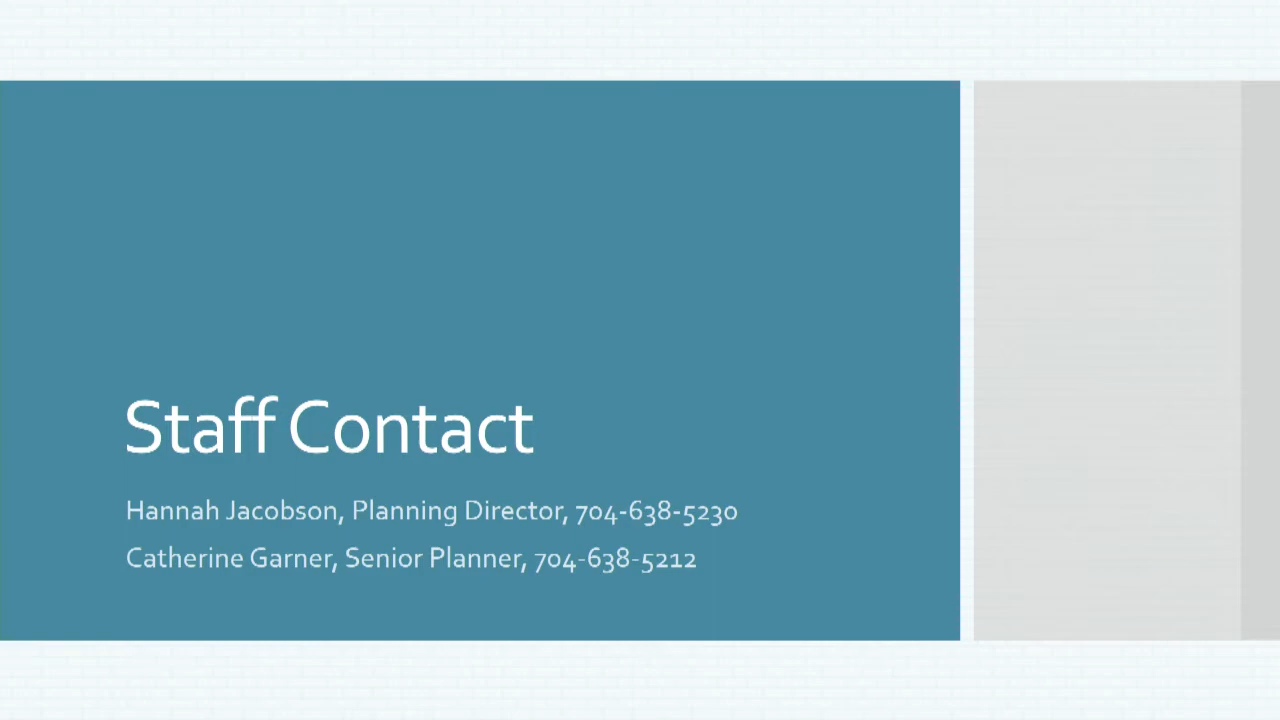 Staff Contact
Hannah Jacobson, Planning Director, 704-638-5230
Catherine Garner, Senior Planner, 704-638-5212